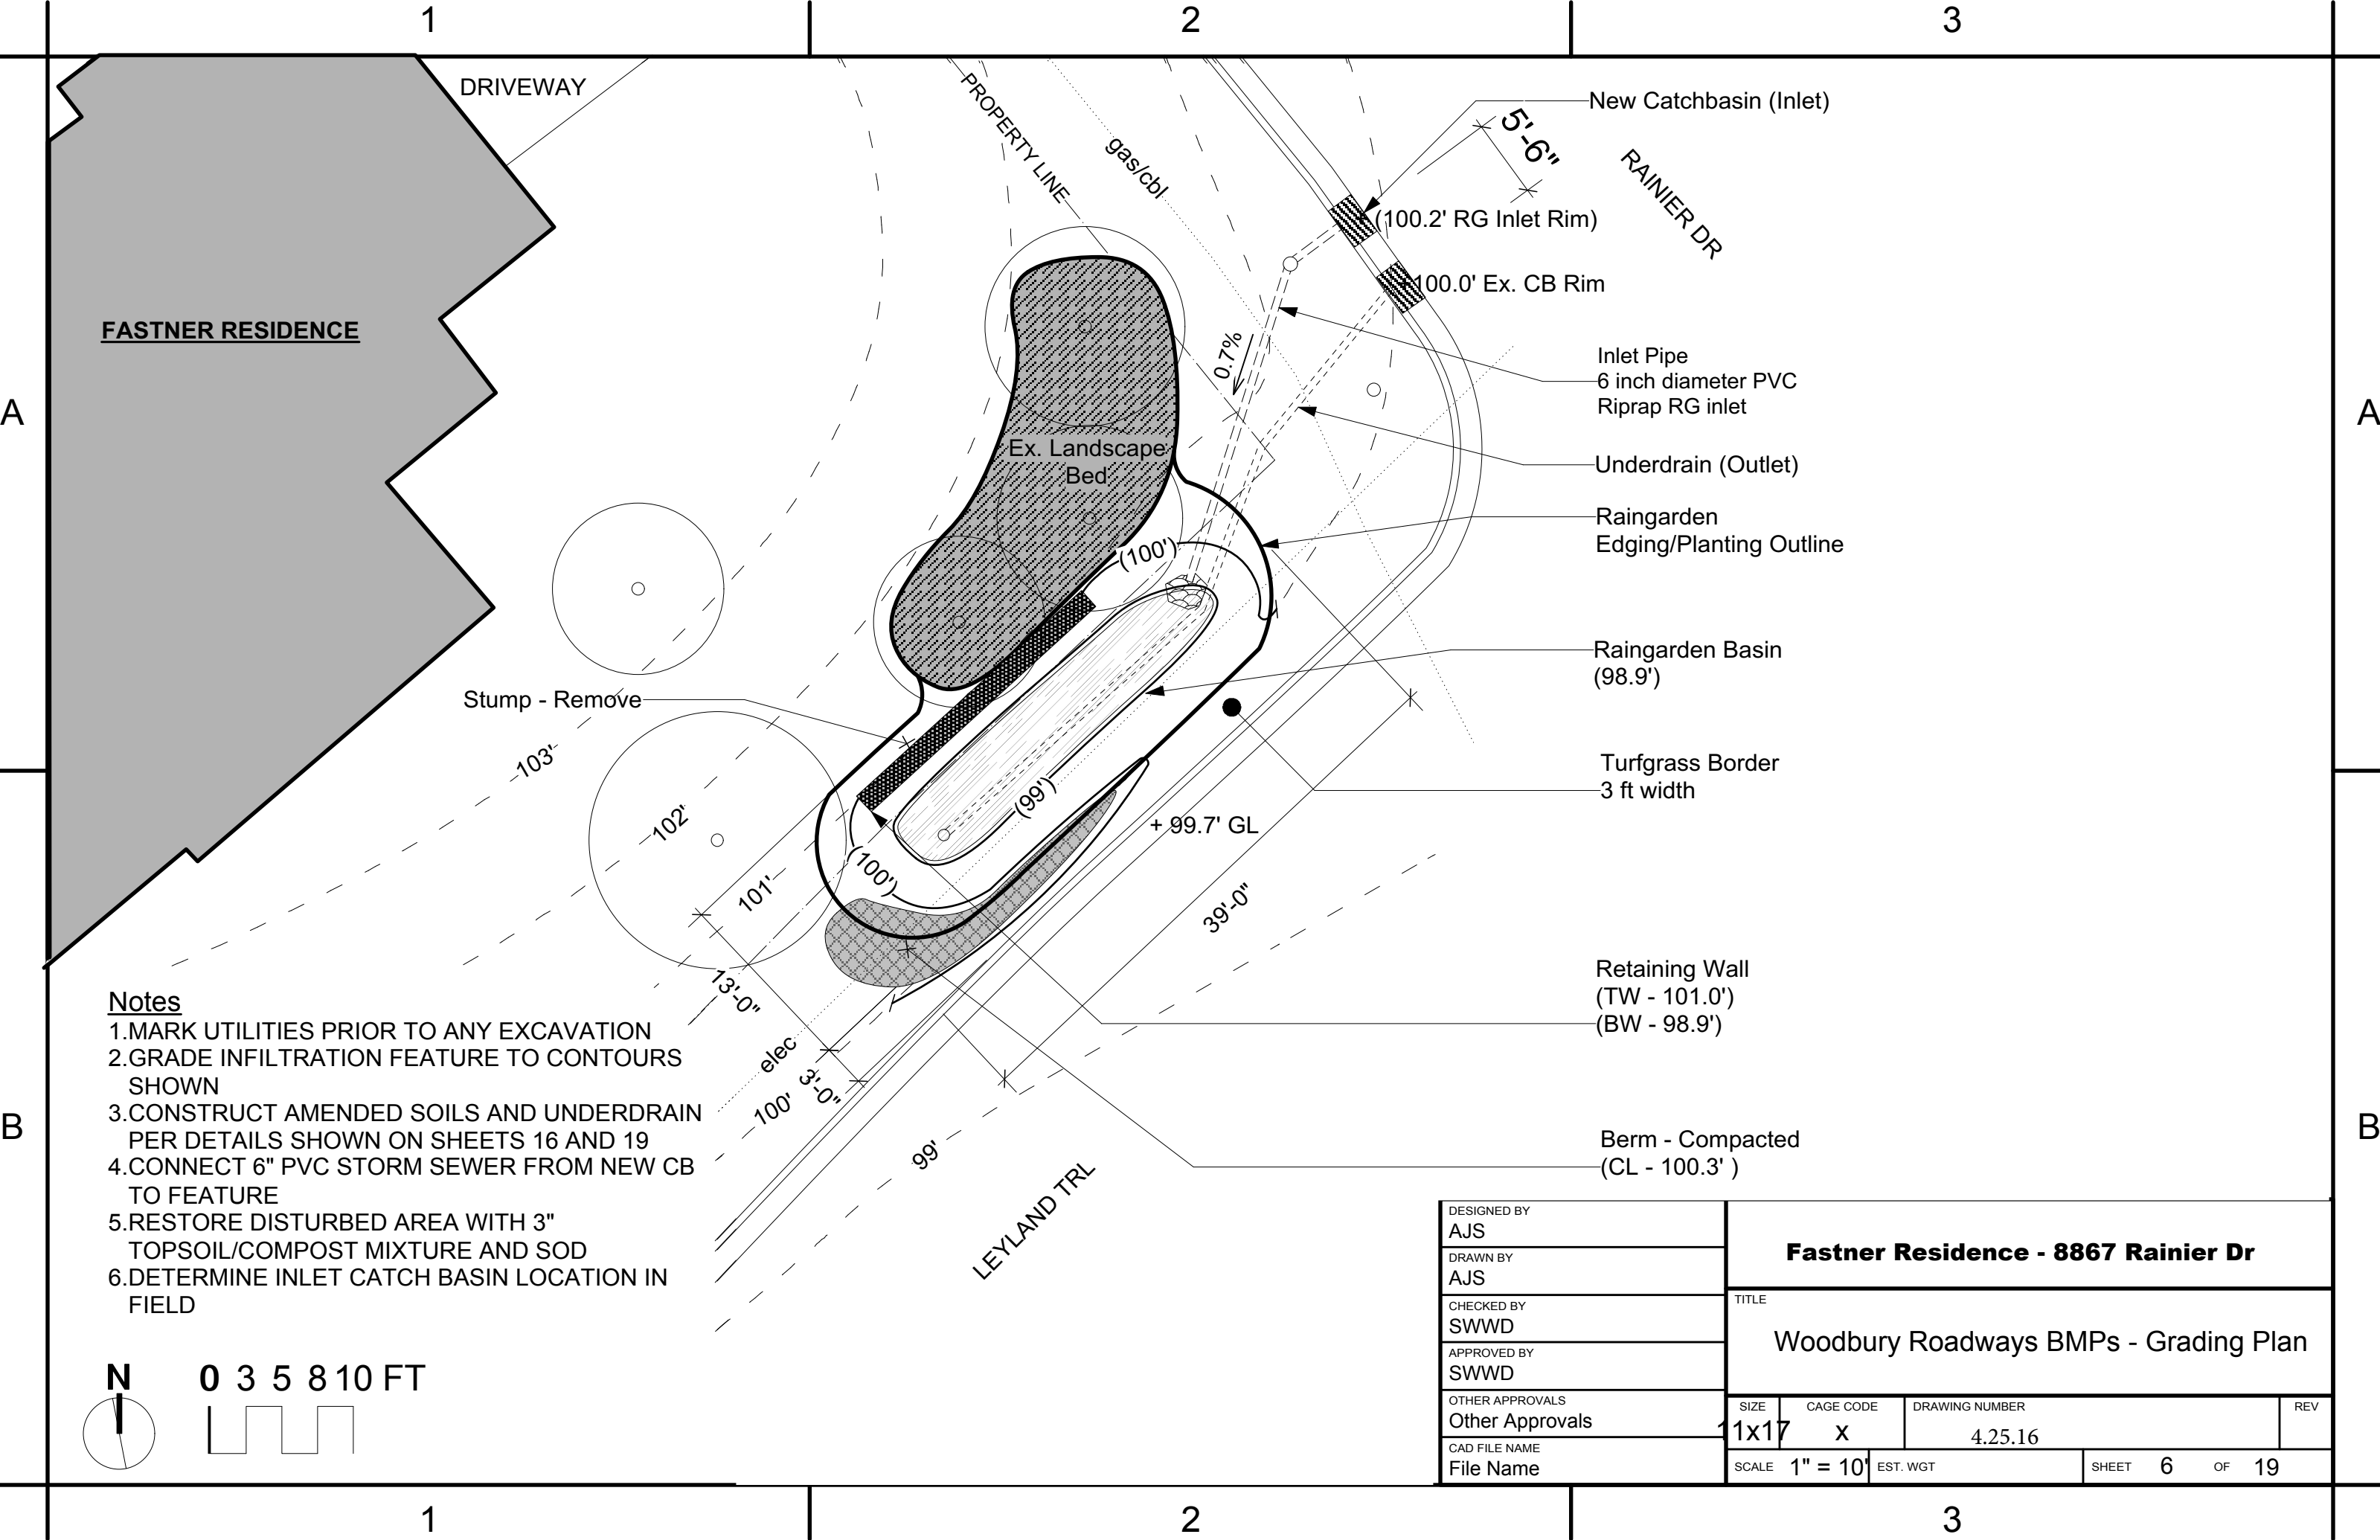 1
2
3
DRIVEWAY
PROPERTY LINE
gas/cbl
New Catchbasin (Inlet)
5'-6"
RAINIER DR
(100.2' RG Inlet Rim)
+100.0' Ex. CB Rim
FASTNER RESIDENCE
0.7%
Inlet Pipe
6 inch diameter PVC
Riprap RG inlet
A
A
Ex. Landscape
Bed
Underdrain (Outlet)
Raingarden
Edging/Planting Outline
(100')
Raingarden Basin
(98.9')
Stump - Remove
103'
102'
101'
(99')
(100')
Turfgrass Border
3 ft width
+ 99.7' GL
39'-0"
13'-0"
3'-0"
elec
100'
99'
LEYLAND TRL
Retaining Wall
(TW - 101.0')
(BW - 98.9')
B
B
Berm - Compacted
(CL - 100.3' )
Notes
1.MARK UTILITIES PRIOR TO ANY EXCAVATION
2.GRADE INFILTRATION FEATURE TO CONTOURS
SHOWN
3.CONSTRUCT AMENDED SOILS AND UNDERDRAIN
PER DETAILS SHOWN ON SHEETS 16 AND 19
4.CONNECT 6" PVC STORM SEWER FROM NEW CB
TO FEATURE
5.RESTORE DISTURBED AREA WITH 3"
TOPSOIL/COMPOST MIXTURE AND SOD
6.DETERMINE INLET CATCH BASIN LOCATION IN
FIELD
N
0 3 5 8 10 FT
DESIGNED BY
AJS
DRAWN BY
AJS
CHECKED BY
SWWD
APPROVED BY
SWWD
OTHER APPROVALS
Other Approvals
CAD FILE NAME
File Name
Fastner Residence - 8867 Rainier Dr
TITLE
Woodbury Roadways BMPs - Grading Plan
SIZE
11x17
CAGE CODE
x
DRAWING NUMBER
4.25.16
REV
SCALE 1" = 10'
EST. WGT
SHEET 6 OF 19
1
2
3